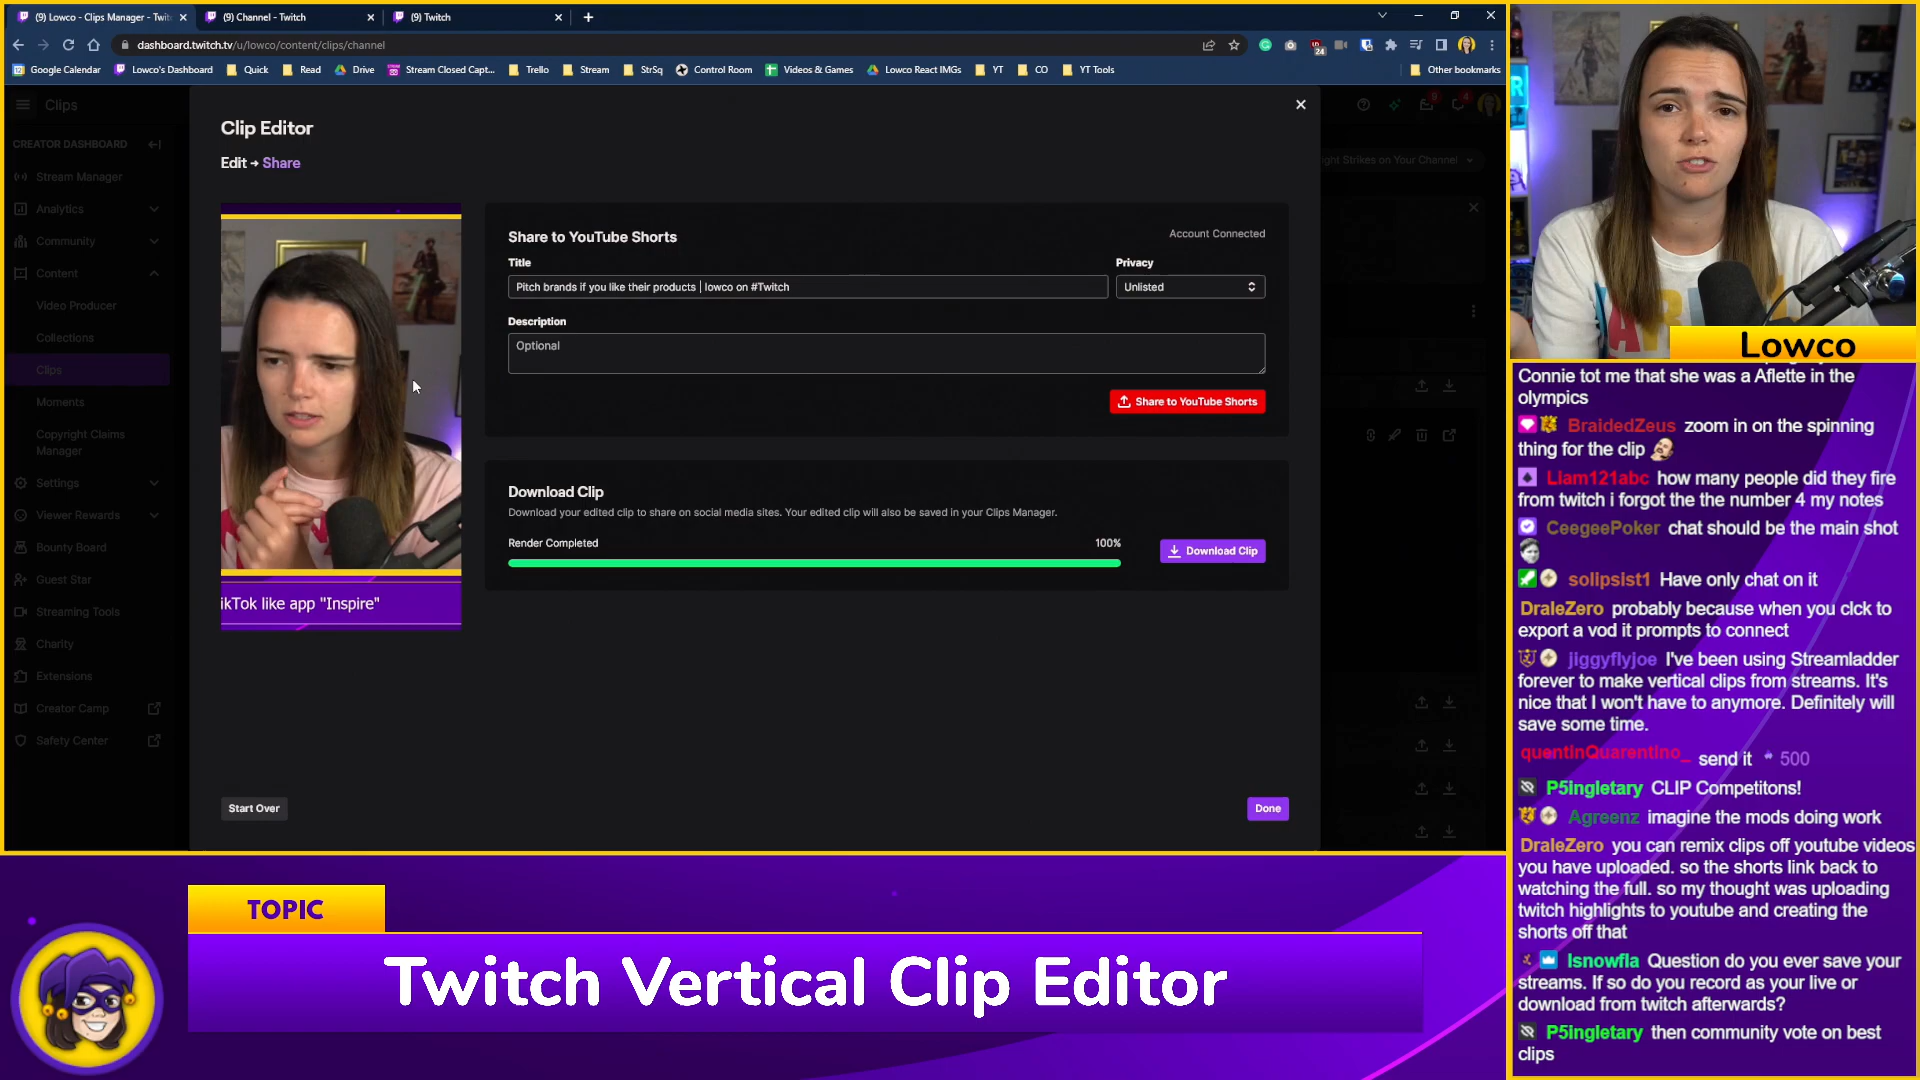 (9) Lowco - Clips Manager - Twit
(9) Channel - Twitch
(9) Twitch
dashboard.twitch.tv/u/lowco/content/clips/channel
24
Google Calendar
Lowco's Dashboard
Quick
Read
Drive
Stream Closed Capt...
Trello
Stream
StrSq
Control Room
Videos & Games
Lowco React IMGs
YT
CO
YT Tools
Other bookmarks
Clips
CREATOR DASHBOARD
Stream Manager
Analytics
Community
Content
Video Producer
Collections
Clips
Moments
Copyright Claims
Manager
Settings
Viewer Rewards
Bounty Board
Guest Star
Streaming Tools
Charity
Extensions
Creator Camp
Safety Center
ght Strikes on Your Channel
Clip Editor
Edit → Share
ikTok like app "Inspire"
Share to YouTube Shorts
Account Connected
Title
Privacy
Pitch brands if you like their products | lowco on #Twitch
Unlisted
Description
Optional
Share to YouTube Shorts
Download Clip
Download your edited clip to share on social media sites. Your edited clip will also be saved in your Clips Manager.
Render Completed
100%
Download Clip
Start Over
Done
Lowco
Connie tot me that she was a Aflette in the
olympics
BraidedZeus zoom in on the spinning
thing for the clip
Llam121abc how many people did they fire
from twitch i forgot the the number 4 my notes
CeegeePoker chat should be the main shot
solipsist1 Have only chat on it
DraleZero probably because when you clck to
export a vod it prompts to connect
jiggyflyjoe I've been using Streamladder
forever to make vertical clips from streams. It's
nice that I won't have to anymore. Definitely will
save some time.
quentinQuarentino_ send it 500
P5Ingletary CLIP Competitons!
Agreenz imagine the mods doing work
DraleZero you can remix clips off youtube videos
you have uploaded. so the shorts link back to
watching the full. so my thought was uploading
twitch highlights to youtube and creating the
shorts off that
Isnowfla Question do you ever save your
streams. If so do you record as your live or
download from twitch afterwards?
P5Ingletary then community vote on best
clips
TOPIC
Twitch Vertical Clip Editor